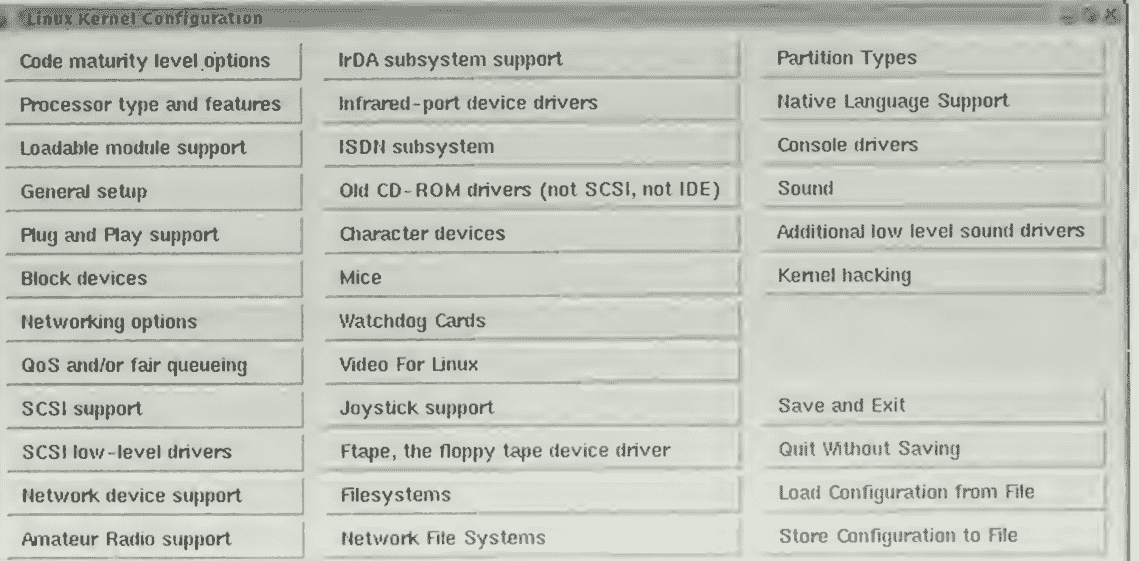 Linux Kernel Configuration
Code maturity level options
Processor type and features
Loadable module support
General setup
Plug and Play support
Block devices
Networking options
QoS and/or fair queueing
SCSI support
SCSI low-level drivers
Network device support
Amateur Radio support
IrDA subsystem support
Infrared-port device drivers
ISDN subsystem
Old CD-ROM drivers (not SCSI, not IDE)
Character devices
Mice
Watchdog Cards
Video For Linux
Joystick support
Ftape, the floppy tape device driver
Filesystems
Network File Systems
Partition Types
Native Language Support
Console drivers
Sound
Additional low level sound drivers
Kernel hacking
Save and Exit
Quit Without Saving
Load Configuration from File
Store Configuration to File